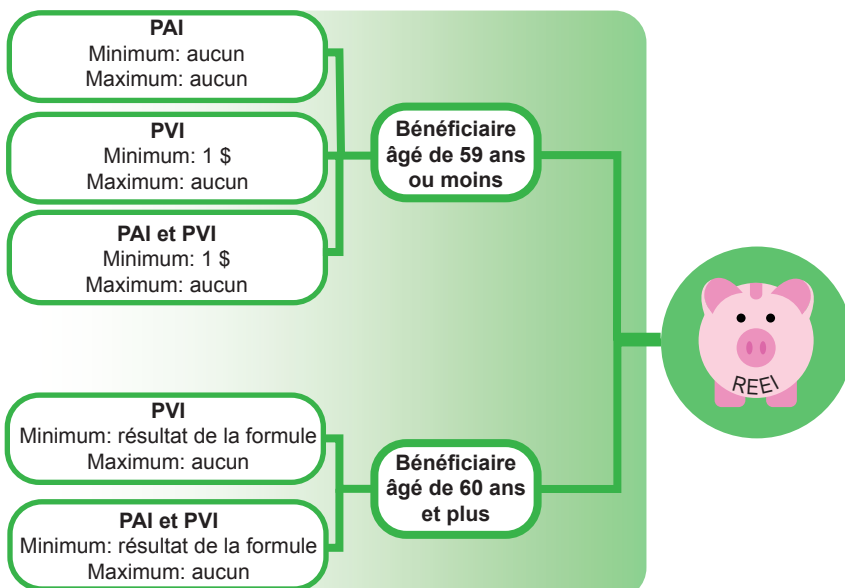 PAI
Minimum: aucun
Maximum: aucun
PVI
Minimum: 1 $
Maximum: aucun
PAI et PVI
Minimum: 1 $
Maximum: aucun
Bénéficiaire
âgé de 59 ans
ou moins
REEI
PVI
Minimum: résultat de la formule
Maximum: aucun
PAI et PVI
Minimum: résultat de la formule
Maximum: aucun
Bénéficiaire
âgé de 60 ans
et plus